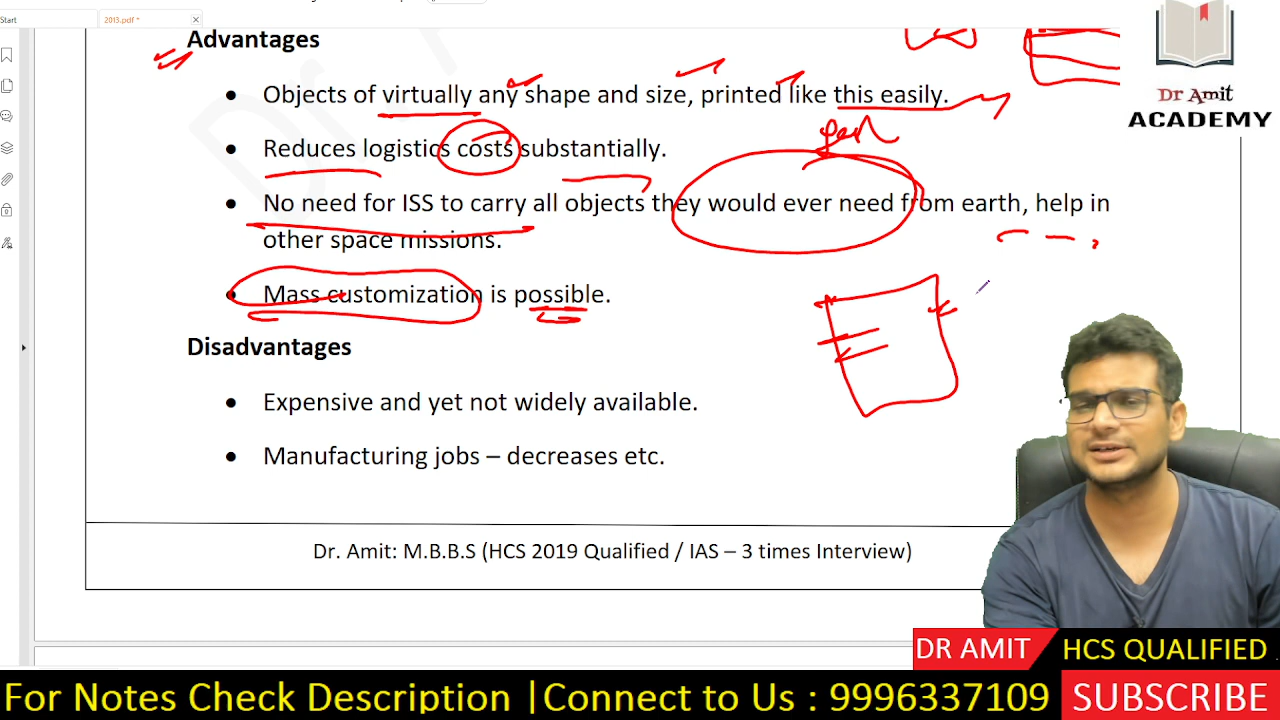 Start
2013.pdf *
Advantages
Dr Amit
ACADEMY
• Objects of virtually any shape and size, printed like this easily.
• Reduces logistics costs substantially.
• No need for ISS to carry all objects they would ever need from earth, help in
other space missions.
• Mass customization is possible.
Disadvantages
• Expensive and yet not widely available.
• Manufacturing jobs – decreases etc.
Dr. Amit: M.B.B.S (HCS 2019 Qualified / IAS – 3 times Interview)
DR AMIT HCS QUALIFIED
For Notes Check Description |Connect to Us : 9996337109 SUBSCRIBE